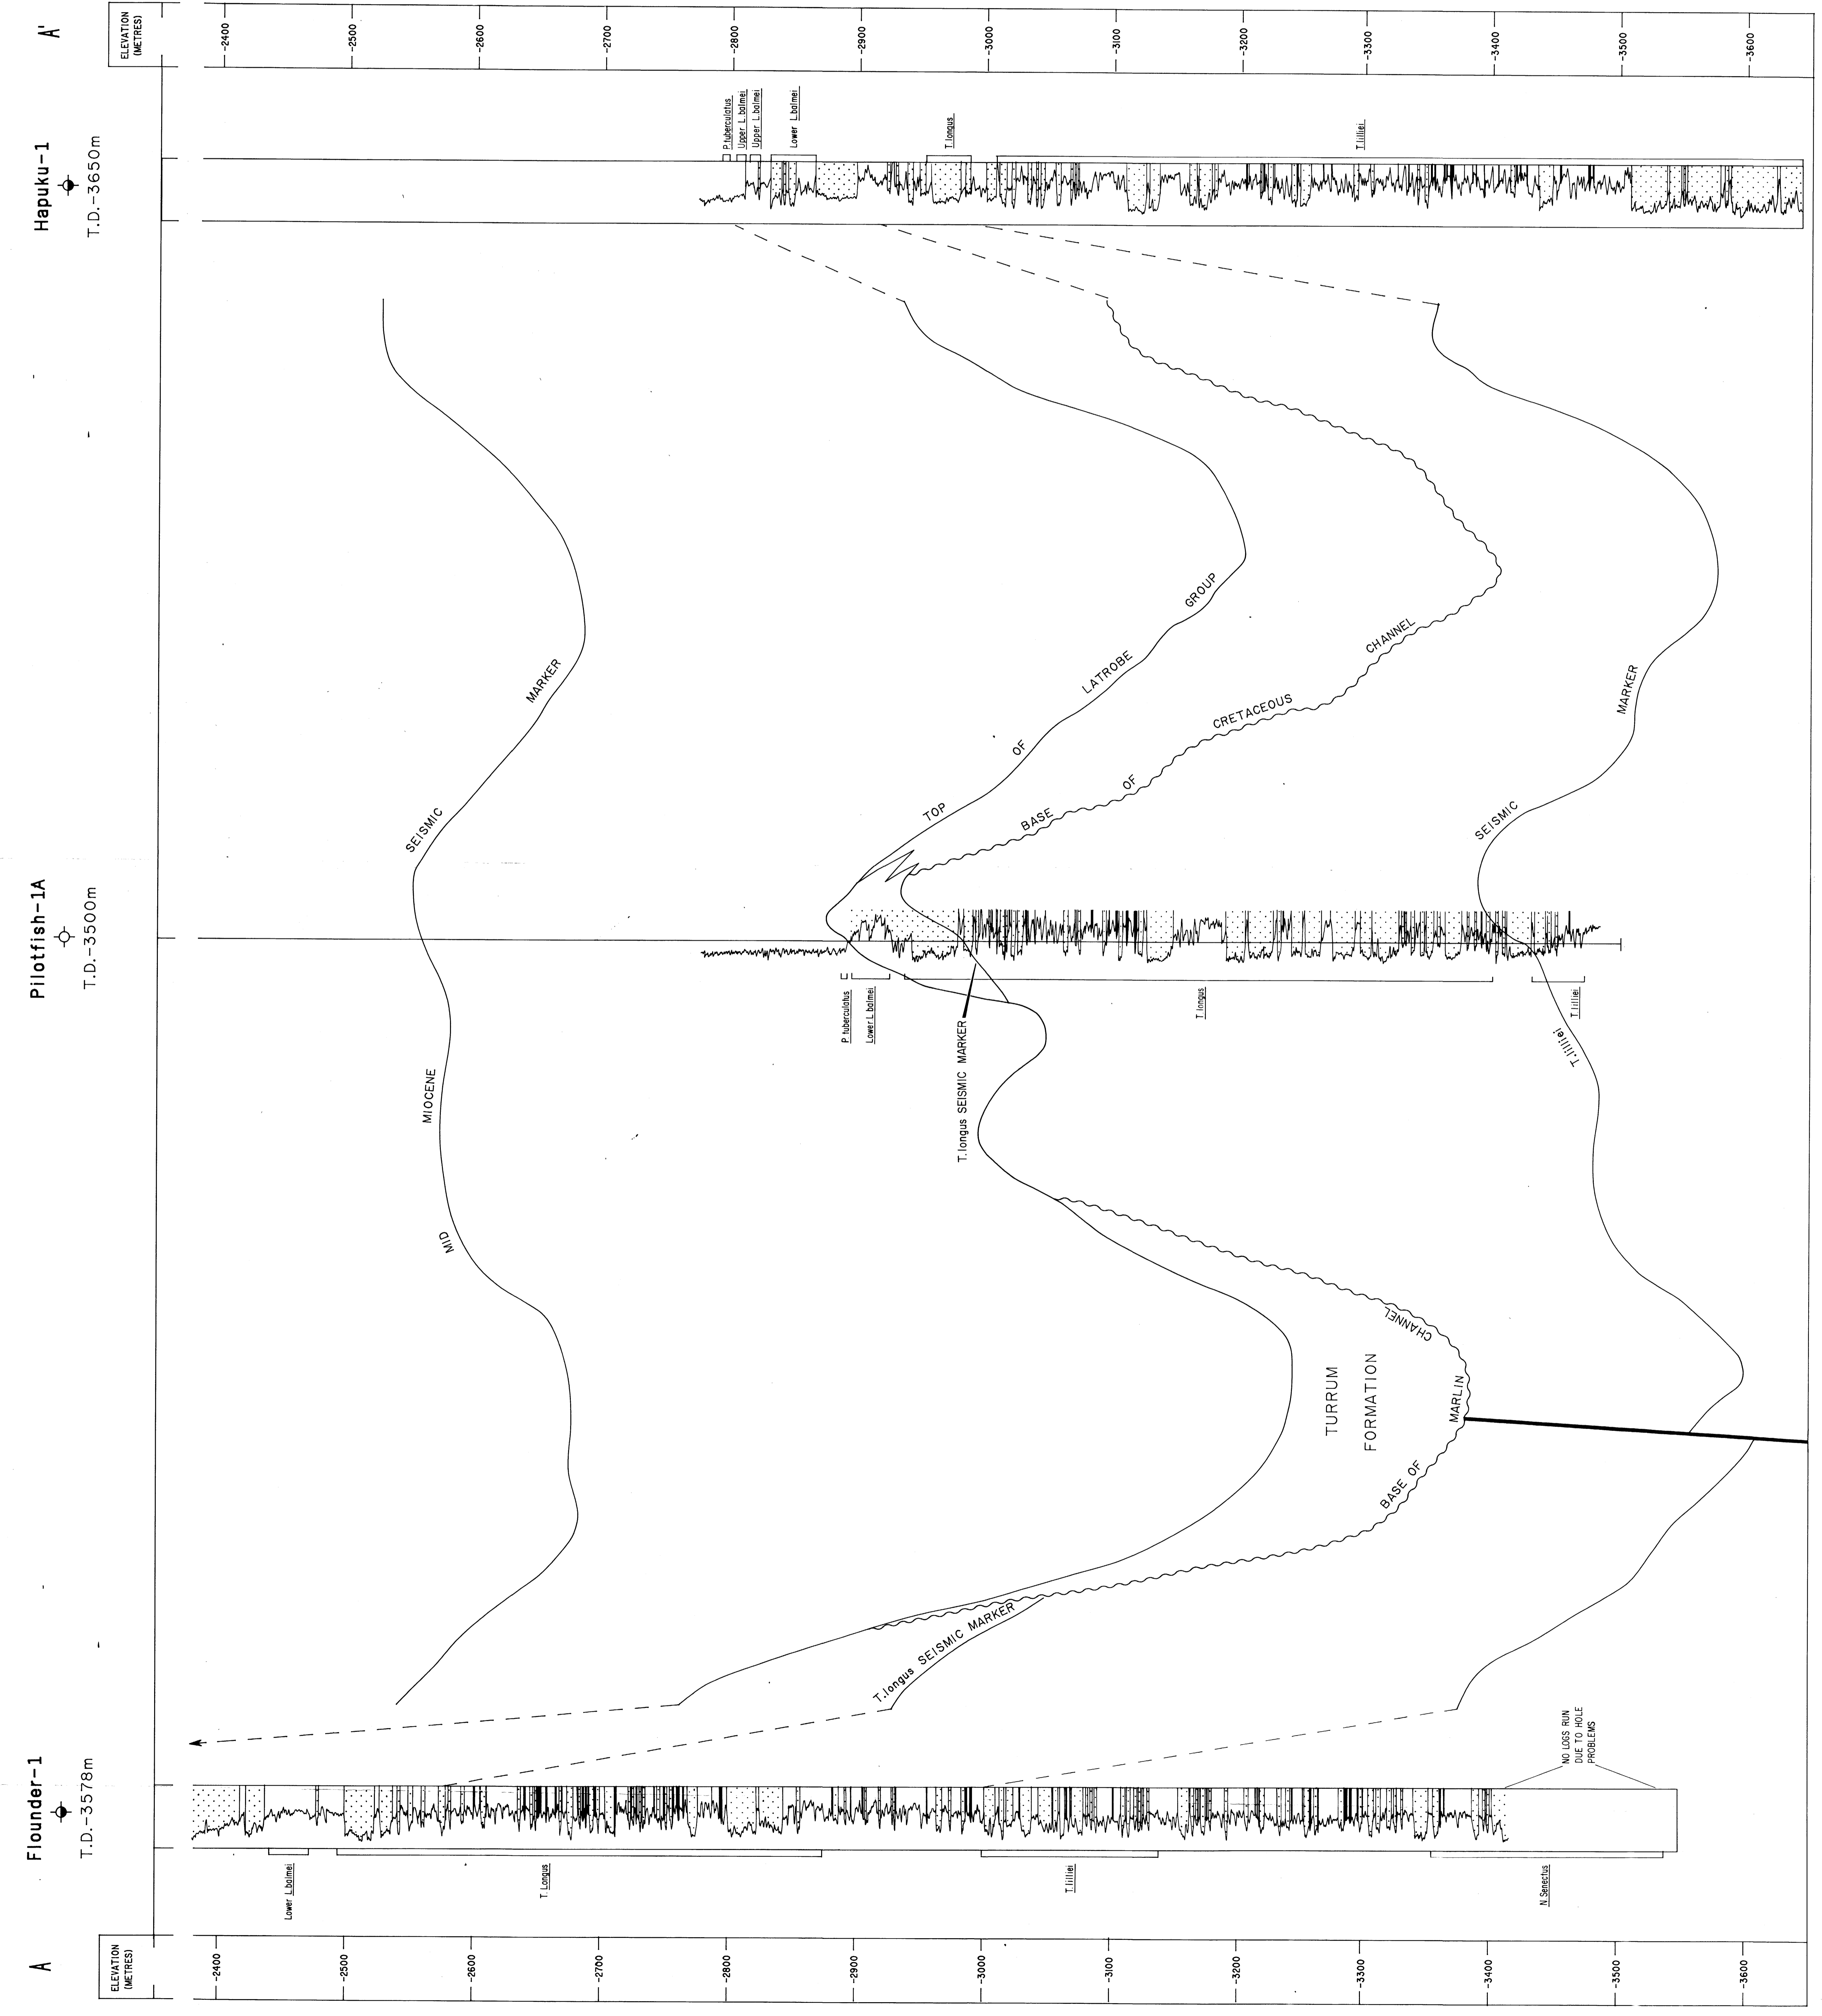 A
ELEVATION
(METRES)
-2400
-2500
-2600
-2700
-2800
-2900
-3000
-3100
-3200
-3300
-3400
-3500
-3600
Flounder-1
T.D.-3578m
Lower L.balmei
T.Longus
T.lilliei
N.Senectus
NO LOGS RUN
DUE TO HOLE
PROBLEMS
Pilotfish-1A
T.D.-3500m
P.tuberculatus
Lower L.balmei
T.longus
T.lilliei
Hapuku-1
T.D.-3650m
P.tuberculatus
Upper L.balmei
Upper L.balmei
Lower L.balmei
T.longus
T.lilliei
A'
ELEVATION
(METRES)
-2400
-2500
-2600
-2700
-2800
-2900
-3000
-3100
-3200
-3300
-3400
-3500
-3600
MID MIOCENE SEISMIC MARKER
TOP OF LATROBE GROUP
BASE OF CRETACEOUS CHANNEL
T.longus SEISMIC MARKER
T.longus SEISMIC MARKER
TURRUM
FORMATION
BASE OF MARLIN CHANNEL
T.lilliei SEISMIC MARKER